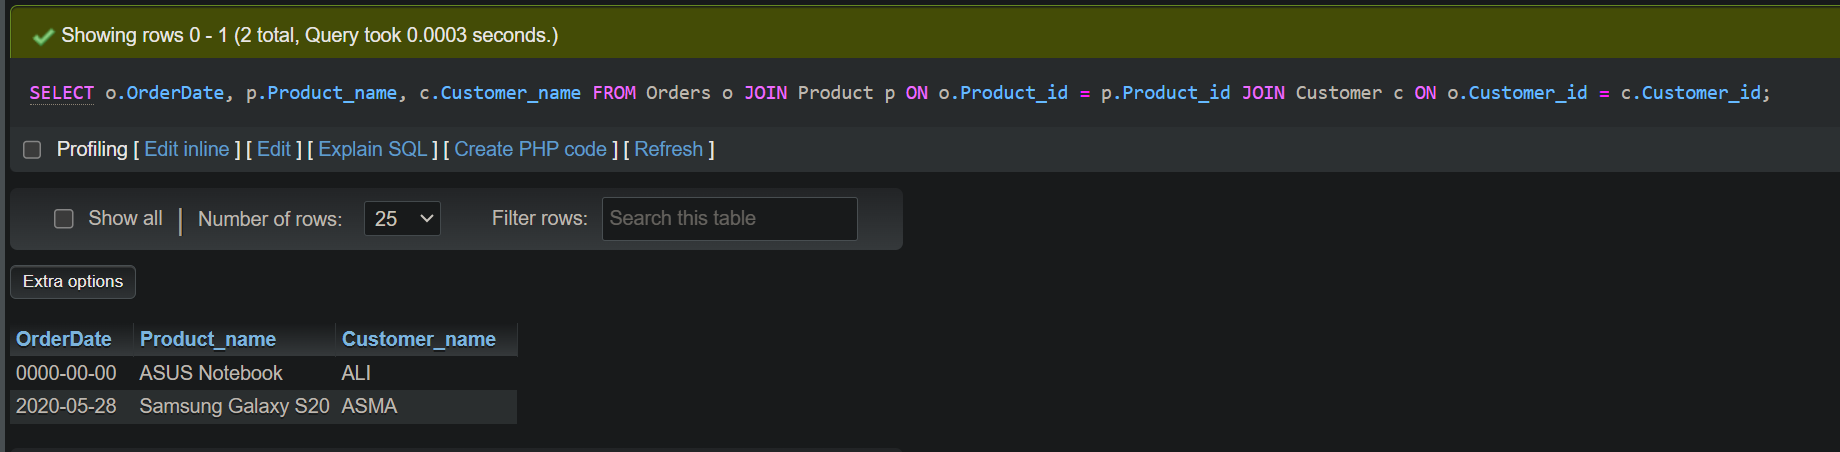 Showing rows 0 - 1 (2 total, Query took 0.0003 seconds.)
SELECT o.OrderDate, p.Product_name, c.Customer_name FROM Orders o JOIN Product p ON o.Product_id = p.Product_id JOIN Customer c ON o.Customer_id = c.Customer_id;
Profiling [ Edit inline ] [ Edit ] [ Explain SQL ] [ Create PHP code ] [ Refresh ]
Show all | Number of rows: 25 Filter rows: Search this table
Extra options
OrderDate Product_name Customer_name
0000-00-00 ASUS Notebook ALI
2020-05-28 Samsung Galaxy S20 ASMA